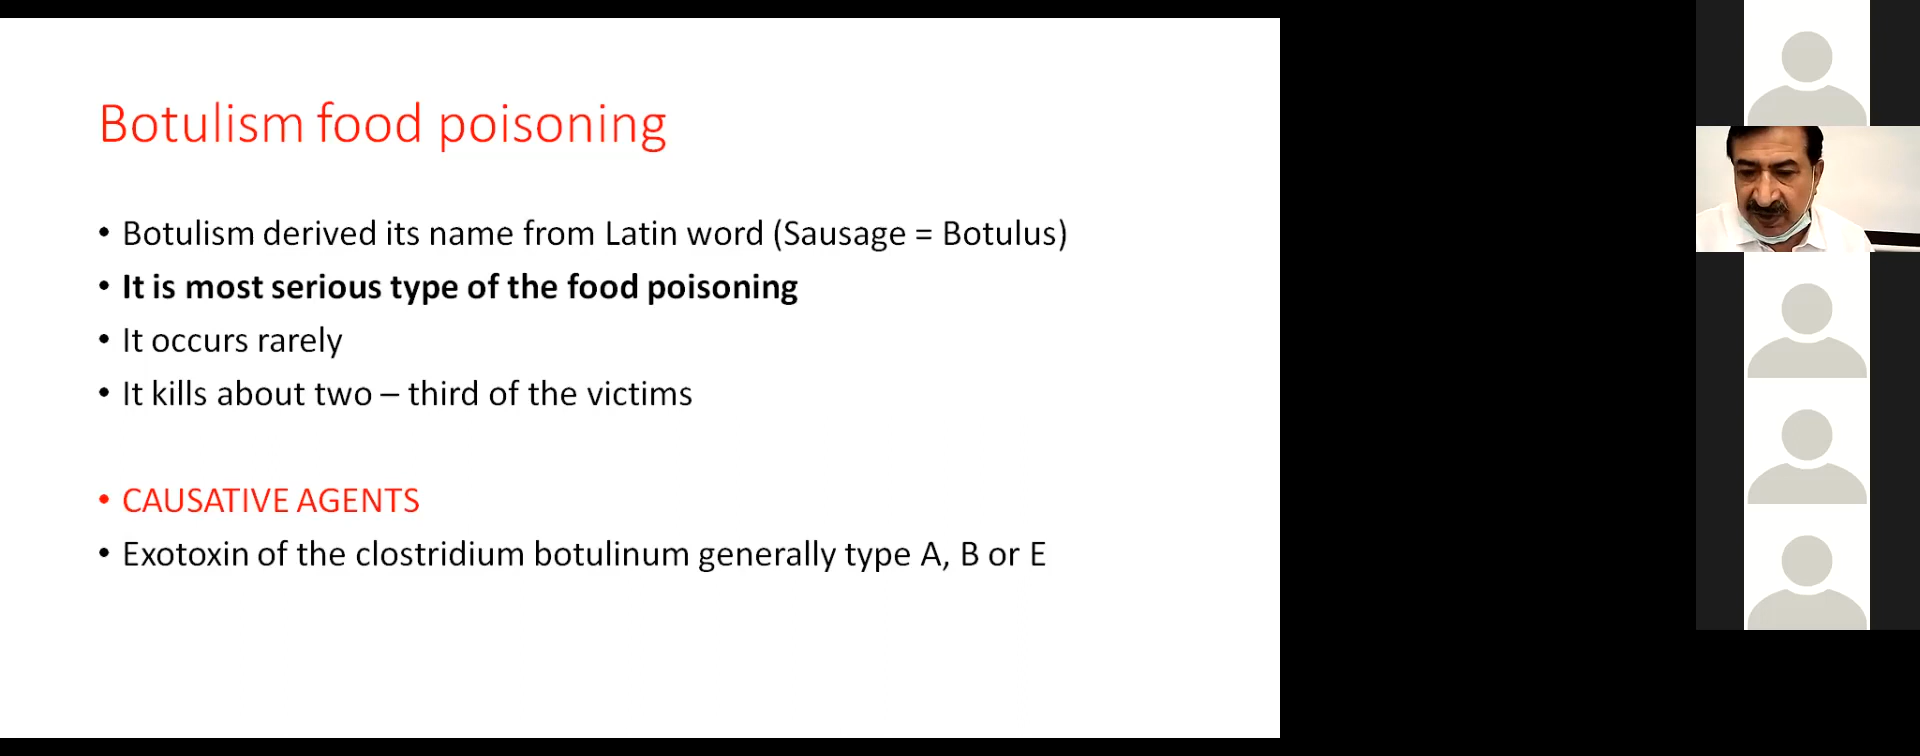 Botulism food poisoning
• Botulism derived its name from Latin word (Sausage = Botulus)
• It is most serious type of the food poisoning
• It occurs rarely
• It kills about two – third of the victims
• CAUSATIVE AGENTS
• Exotoxin of the clostridium botulinum generally type A, B or E